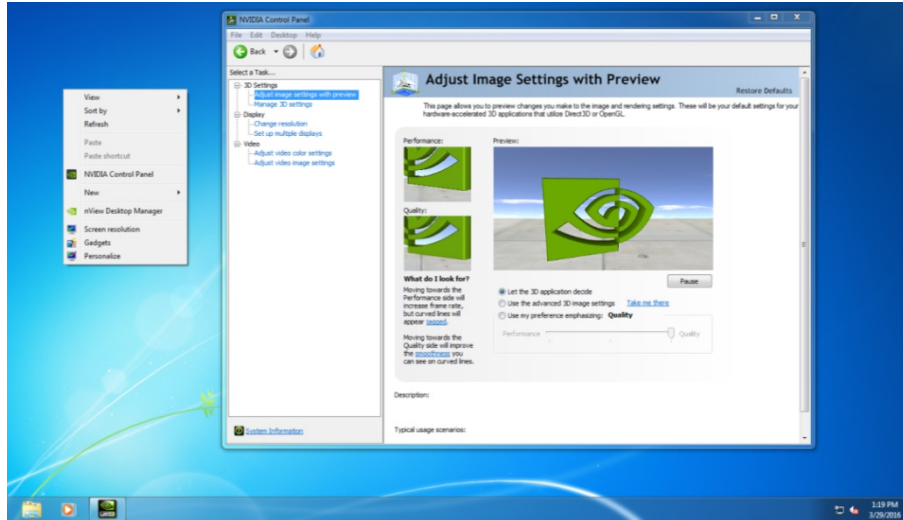 NVIDIA Control Panel
File Edit Desktop Help
Back
Select a Task...
3D Settings
Adjust image settings with preview
Manage 3D settings
Display
Change resolution
Set up multiple displays
Video
Adjust video color settings
Adjust video image settings
System Information
View
Sort by
Refresh
Paste
Paste shortcut
NVIDIA Control Panel
New
nView Desktop Manager
Screen resolution
Gadgets
Personalize
Adjust Image Settings with Preview
Restore Defaults
This page allows you to preview changes you make to the image and rendering settings. These will be your default settings for your
hardware-accelerated 3D applications that utilize Direct3D or OpenGL.
Performance:
Preview:
Quality:
What do I look for?
Moving towards the
Performance side will
increase frame rate,
but curved lines will
appear jagged.
Moving towards the
Quality side will improve
the smoothness you
can see on curved lines.
Pause
Let the 3D application decide
Use the advanced 3D image settings Take me there
Use my preference emphasizing: Quality
Performance Quality
Description:
Typical usage scenarios:
1:19 PM
3/29/2016